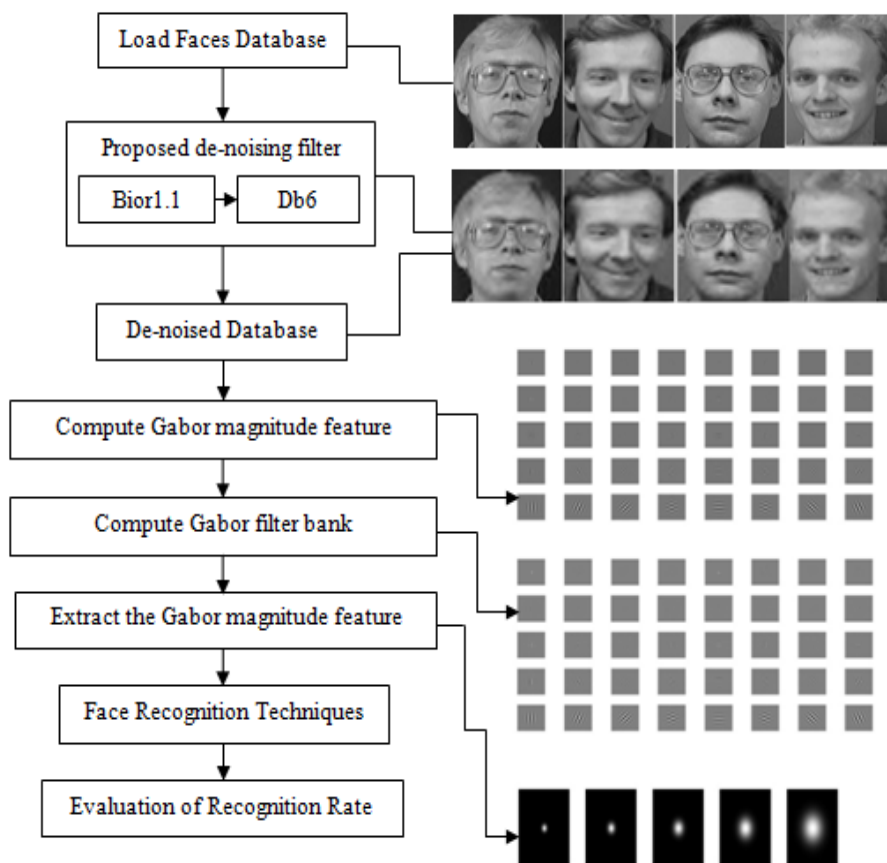 Load Faces Database
Proposed de-noising filter
Bior1.1
Db6
De-noised Database
Compute Gabor magnitude feature
Compute Gabor filter bank
Extract the Gabor magnitude feature
Face Recognition Techniques
Evaluation of Recognition Rate